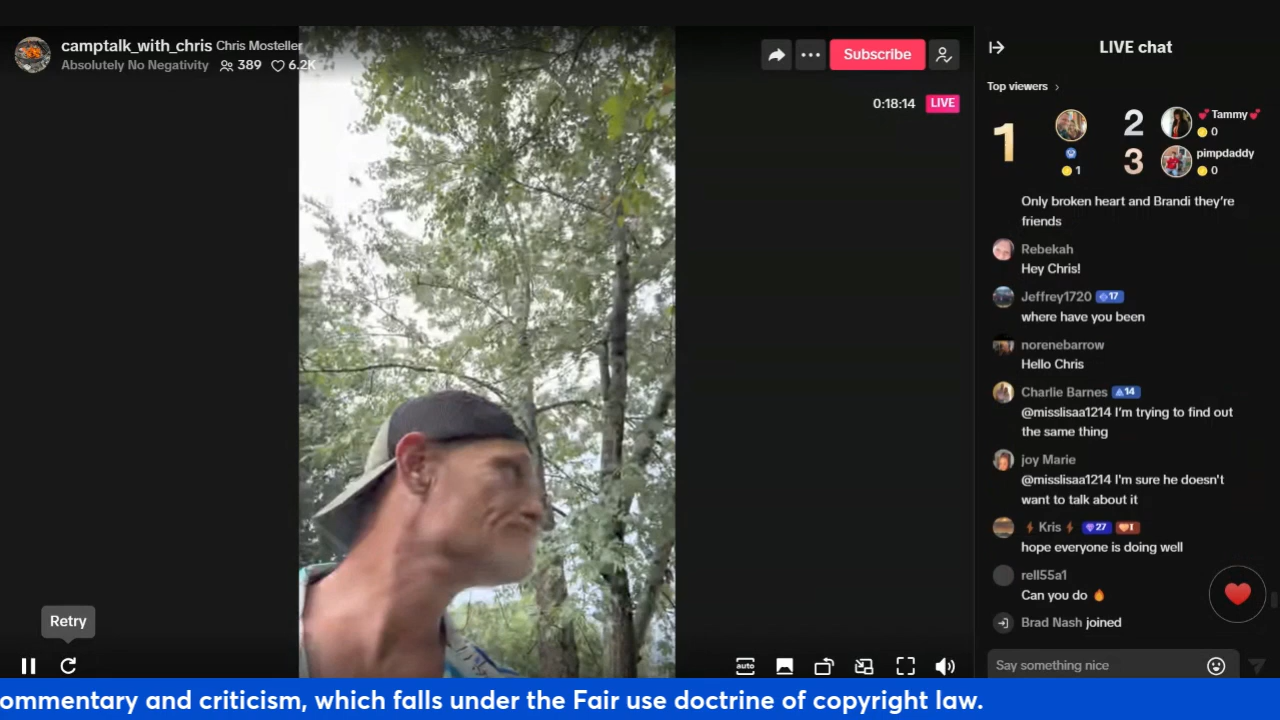 camptalk_with_chris Chris Mosteller
Absolutely No Negativity 389 6.2K
Subscribe
0:18:14 LIVE
Retry
auto
LIVE chat
Top viewers
1
1
2
Tammy
0
3
pimpdaddy
0
Only broken heart and Brandi they're
friends
Rebekah
Hey Chris!
Jeffrey1720 17
where have you been
norenebarrow
Hello Chris
Charlie Barnes 14
@misslisaa1214 I'm trying to find out
the same thing
joy Marie
@misslisaa1214 I'm sure he doesn't
want to talk about it
Kris 27 I
hope everyone is doing well
rell55a1
Can you do 🔥
Brad Nash joined
Say something nice
ommentary and criticism, which falls under the Fair use doctrine of copyright law.